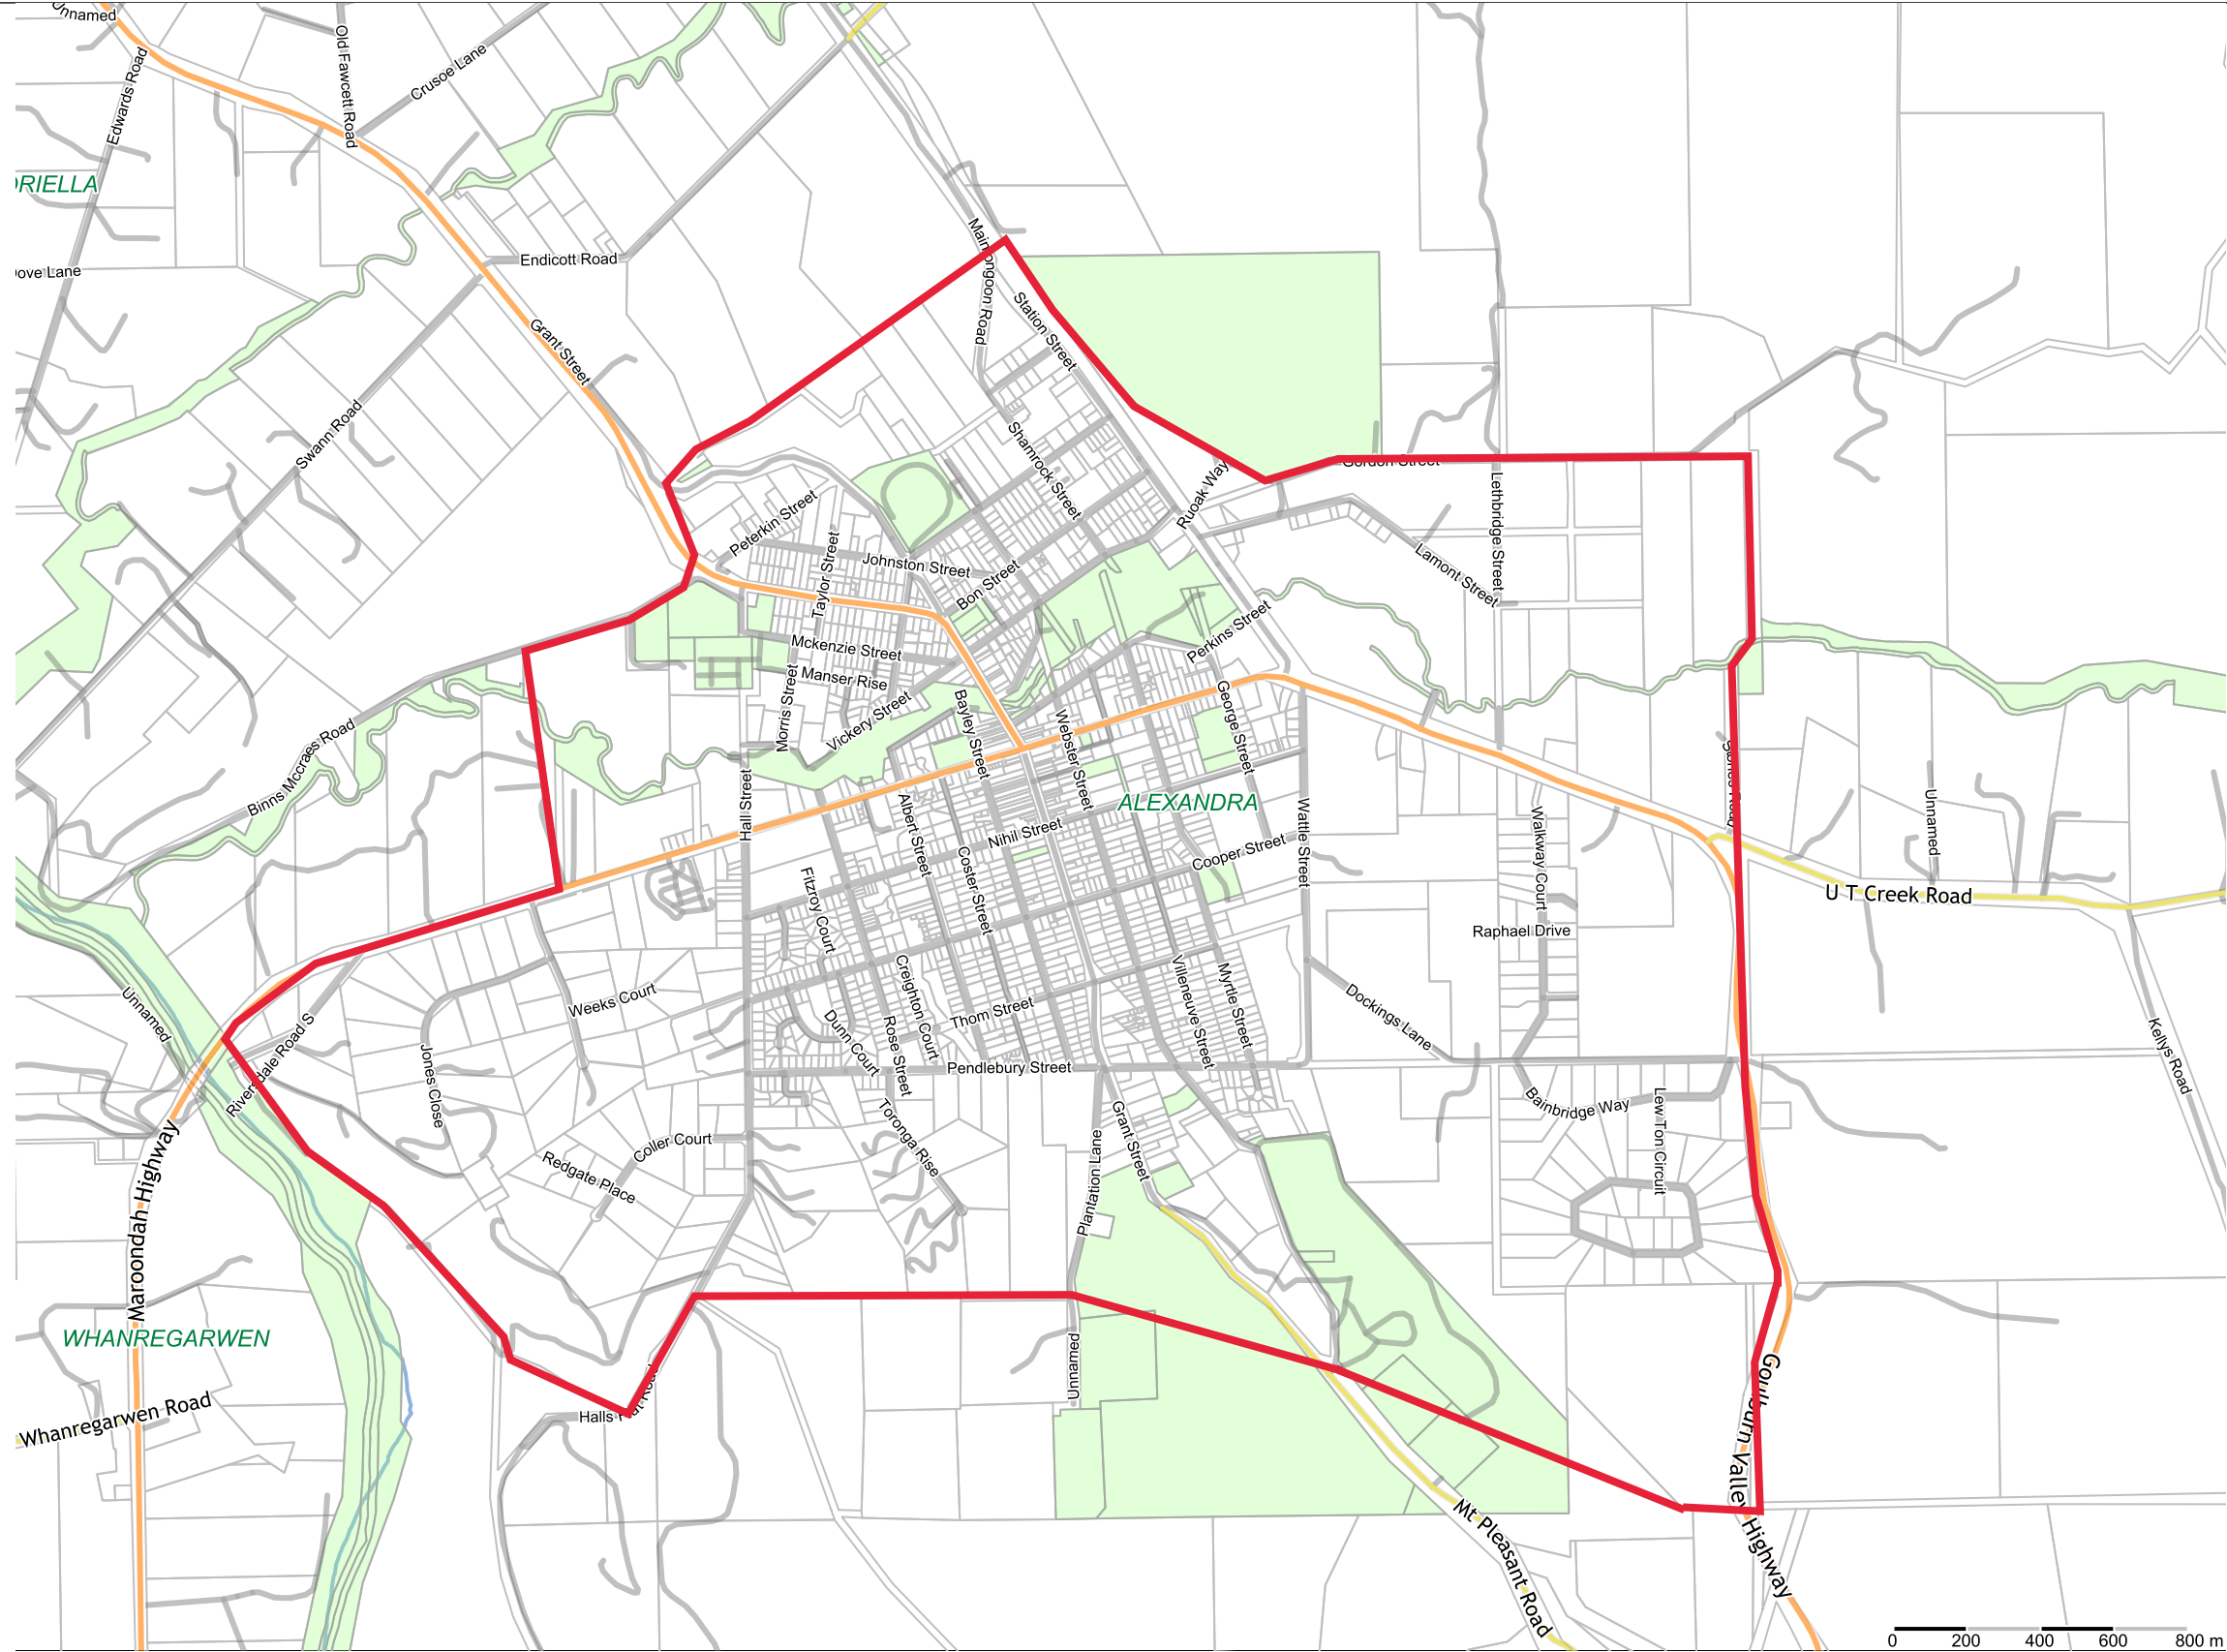 Unnamed
Old Fawcett Road
Crusoe Lane
Edwards Road
Endicott Road
Station Street
Grant Street
Swann Road
Shamrock Street
Gordon Street
Ruoak Way
Lethbridge Street
Peterkin Street
Johnston Street
Taylor Street
Bon Street
Lamont Street
Mckenzie Street
Perkins Street
Manser Rise
Morris Street
Vickery Street
Bayley Street
Webster Street
George Street
Binns Mccraes Road
Hall Street
ALEXANDRA
Albert Street
Nihil Street
Wattle Street
Walkway Court
Unnamed
Coster Street
Cooper Street
U T Creek Road
Fitzroy Court
Raphael Drive
Weeks Court
Creighton Court
Thom Street
Villeneuve Street
Myrtle Street
Dockings Lane
Unnamed
Riversdale Road S
Jones Close
Dunn Court
Rose Street
Pendlebury Street
Kellys Road
Bainbridge Way
Lew Ton Circuit
Toronga Rise
Grant Street
Plantation Lane
Coller Court
Redgate Place
Maroondah Highway
WHANREGARWEN
Whanregarwen Road
Unnamed
Goulburn Valley Highway
Mt Pleasant Road
0 200 400 600 800 m